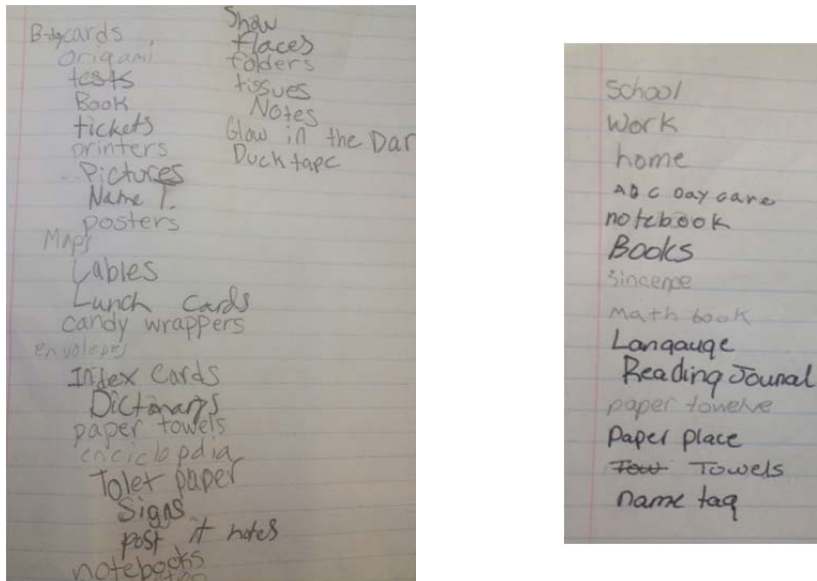 B-day cards
origami
tests
Book
tickets
printers
Pictures
Name T.
posters
Maps
Lables
Lunch Cards
candy wrappers
envolepes
Index Cards
Dictonarys
paper towels
enciclopdia
Tolet paper
Signs
post it notes
notebooks
Show
Places
folders
tissues
Notes
Glow in the Dar
Duck tape
School
Work
home
ABC Day care
notebook
Books
Sincence
math book
Langauge
Reading Jounal
paper towelve
Paper place
Towels
name tag